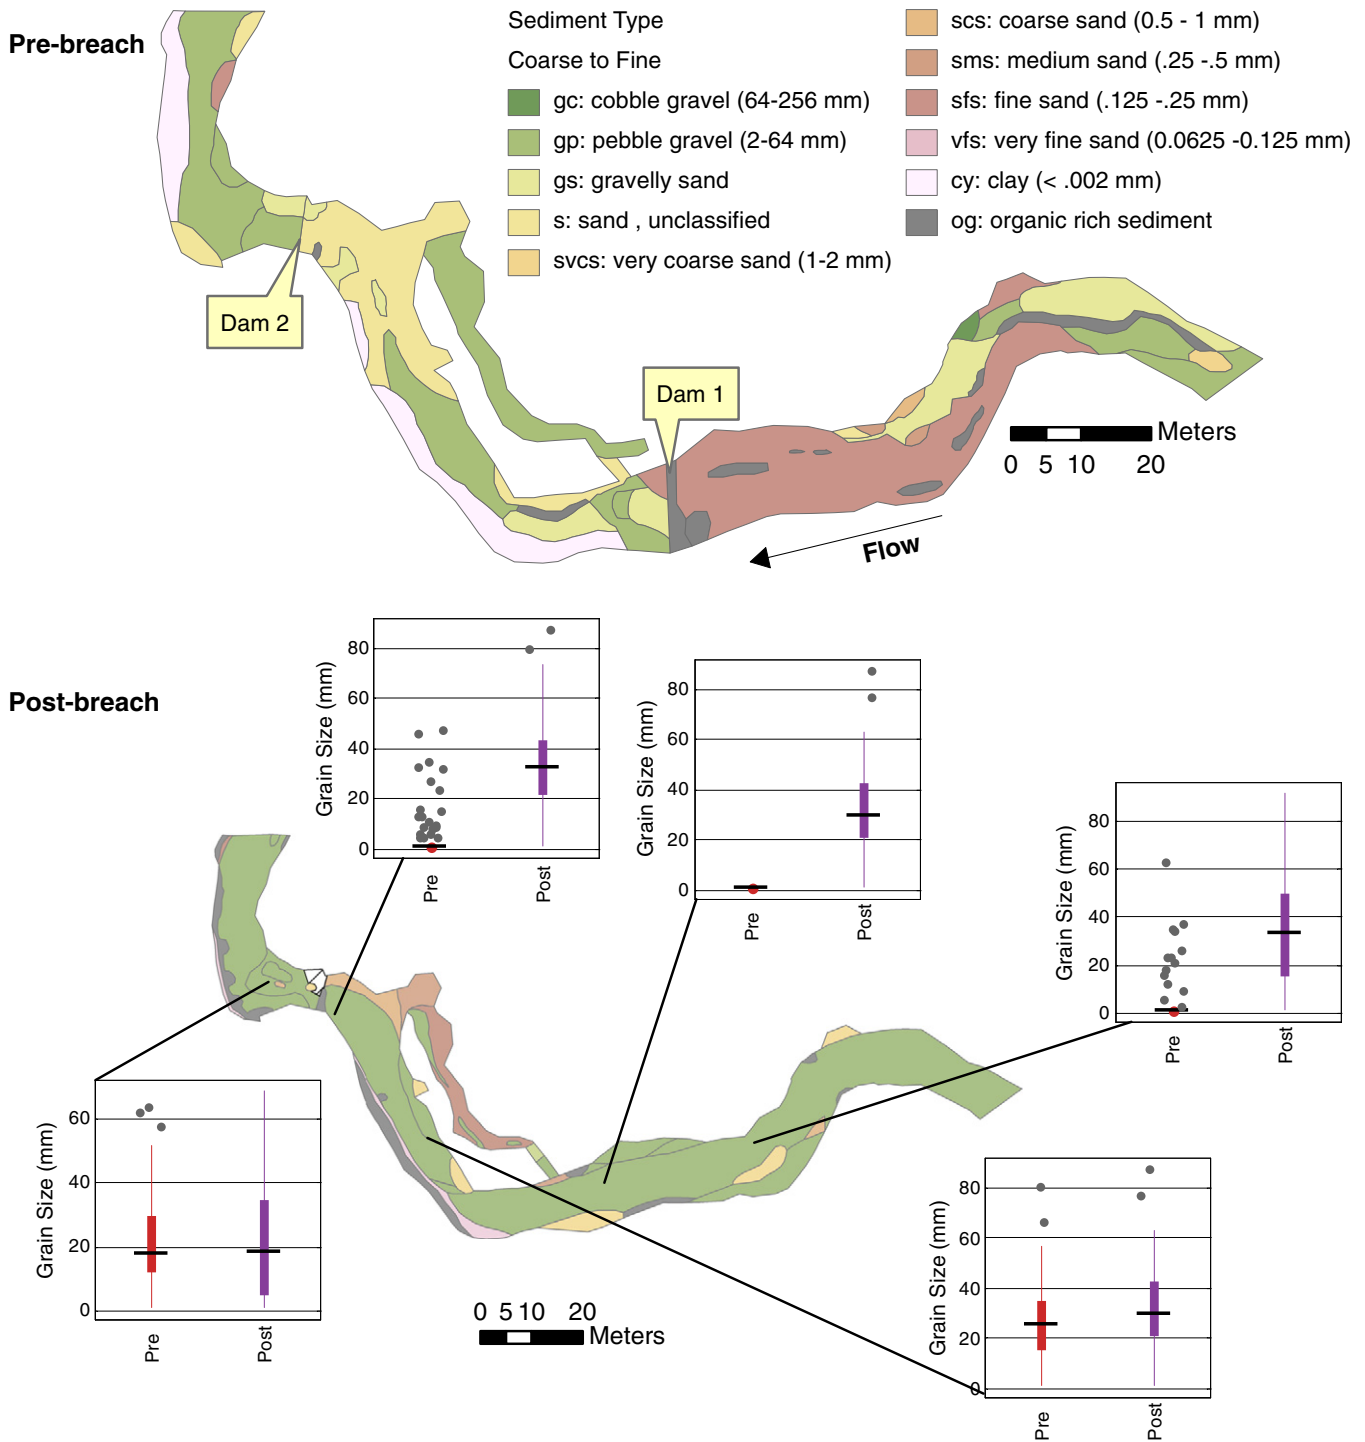 Pre-breach
Sediment Type
Coarse to Fine
gc: cobble gravel (64-256 mm)
gp: pebble gravel (2-64 mm)
gs: gravelly sand
s: sand , unclassified
svcs: very coarse sand (1-2 mm)
scs: coarse sand (0.5 - 1 mm)
sms: medium sand (.25 -.5 mm)
sfs: fine sand (.125 -.25 mm)
vfs: very fine sand (0.0625 -0.125 mm)
cy: clay (< .002 mm)
og: organic rich sediment
Dam 2
Dam 1
Meters
0 5 10 20
Flow
Post-breach
Grain Size (mm)
80
60
40
20
0
Pre
Post
Grain Size (mm)
80
60
40
20
0
Pre
Post
Grain Size (mm)
80
60
40
20
0
Pre
Post
Grain Size (mm)
60
40
20
0
Pre
Post
0 5 10 20
Meters
Grain Size (mm)
80
60
40
20
0
Pre
Post